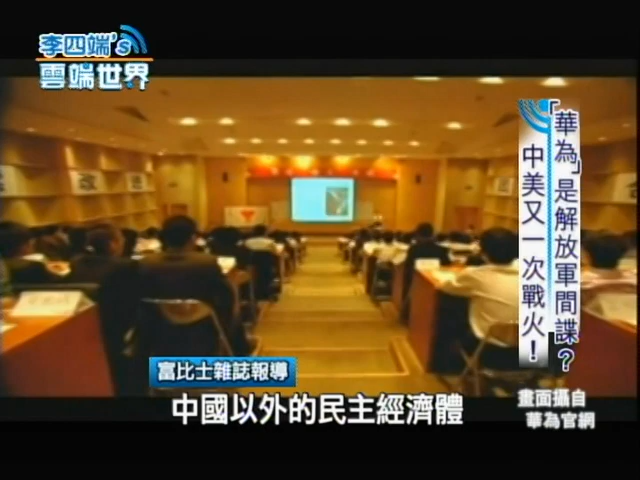 李四端's
雲端世界
「華為」是解放軍間諜?
中美又一次戰火!
富比士雜誌報導
中國以外的民主經濟體
畫面攝自
華為官網